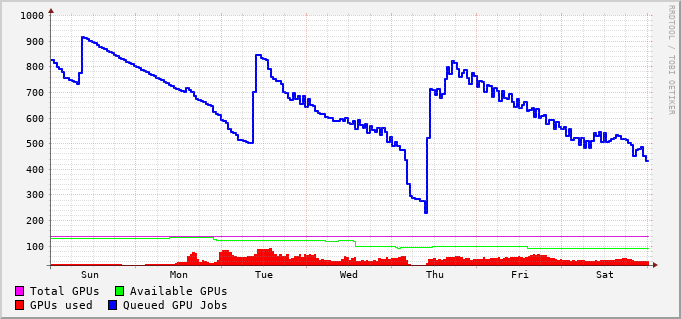 1000
900
800
700
600
500
400
300
200
100
Sun Mon Tue Wed Thu Fri Sat
Total GPUs Available GPUs
GPUs used Queued GPU Jobs
RRDTOOL / TOBI OETIKER